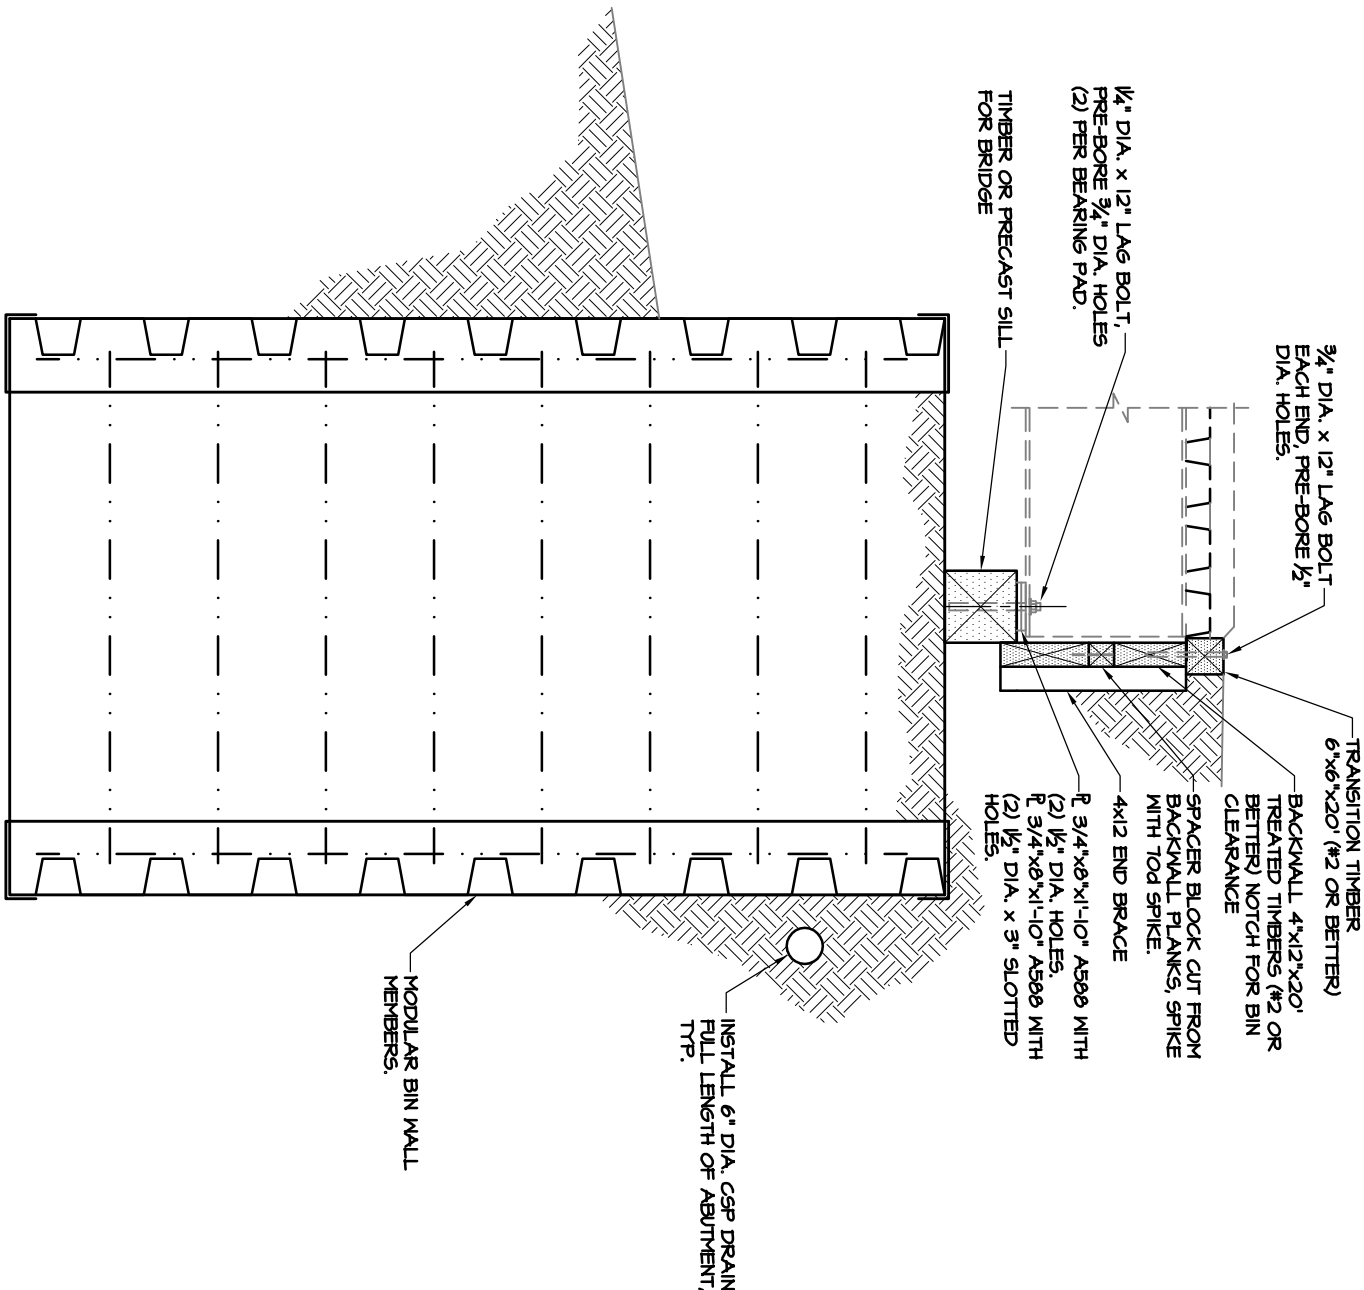 ¾" DIA. x 12" LAG BOLT
EACH END, PRE-BORE ½"
DIA. HOLES.
TRANSITION TIMBER
6"x6"x20' (#2 OR BETTER)
BACKWALL 4"x12"x20'
TREATED TIMBERS (#2 OR
BETTER) NOTCH FOR BIN
CLEARANCE
SPACER BLOCK CUT FROM
BACKWALL PLANKS, SPIKE
WITH 70d SPIKE.
4x12 END BRACE
1¼" DIA. x 12" LAG BOLT,
PRE-BORE ¾" DIA. HOLES
(2) PER BEARING PAD.
PL 3/4"x8"x1'-10" A588 WITH
(2) 1½" DIA. HOLES.
PL 3/4"x8"x1'-10" A588 WITH
(2) 1½" DIA. x 3" SLOTTED
HOLES.
TIMBER OR PRECAST SILL
FOR BRIDGE
INSTALL 6" DIA. CSP DRAIN
FULL LENGTH OF ABUTMENT,
TYP.
MODULAR BIN WALL
MEMBERS.